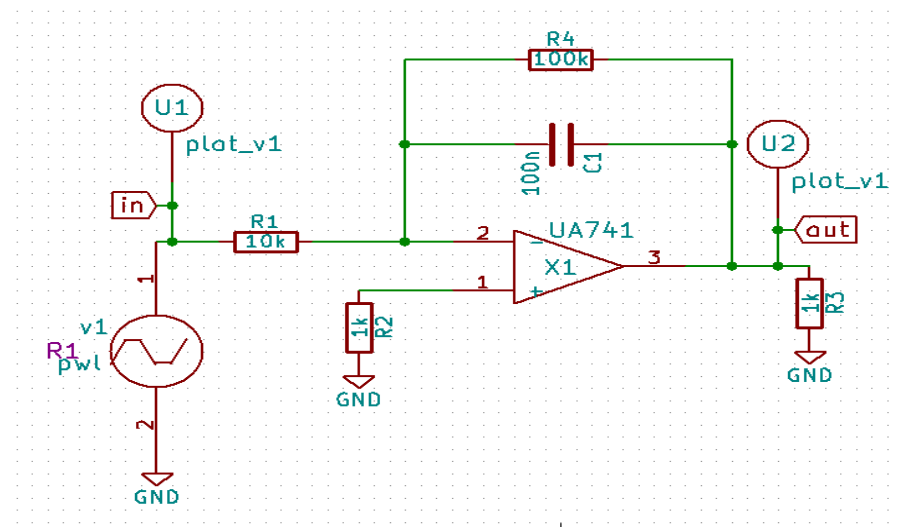 R4
100k
U1
plot_v1
U2
plot_v1
100n
C1
in
out
R1
10k
2
UA741
−
X1
3
1
+
1k
R2
1k
R3
1
v1
R1
pwl
2
GND
GND
GND